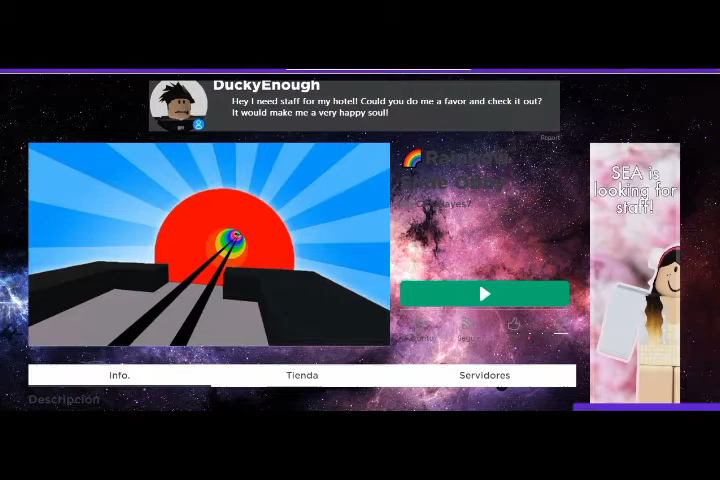 DuckyEnough
Hey I need staff for my hotel! Could you do me a favor and check it out?
It would make me a very happy soul!
Report
SEA is
looking for
staff!
Info.
Tienda
Servidores
Descripción